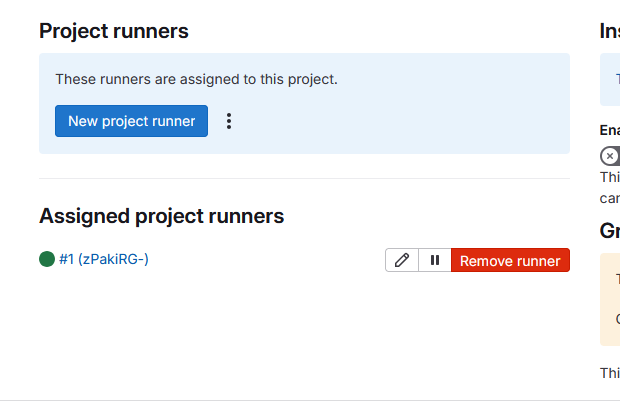 Project runners
These runners are assigned to this project.
New project runner
Assigned project runners
#1 (zPakiRG-)
Remove runner
Ins
Ena
Thi
can
Gr
Thi